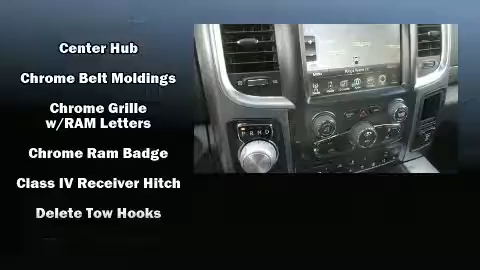 Center Hub
Chrome Belt Moldings
Chrome Grille
w/RAM Letters
Chrome Ram Badge
Class IV Receiver Hitch
Delete Tow Hooks
P R N D